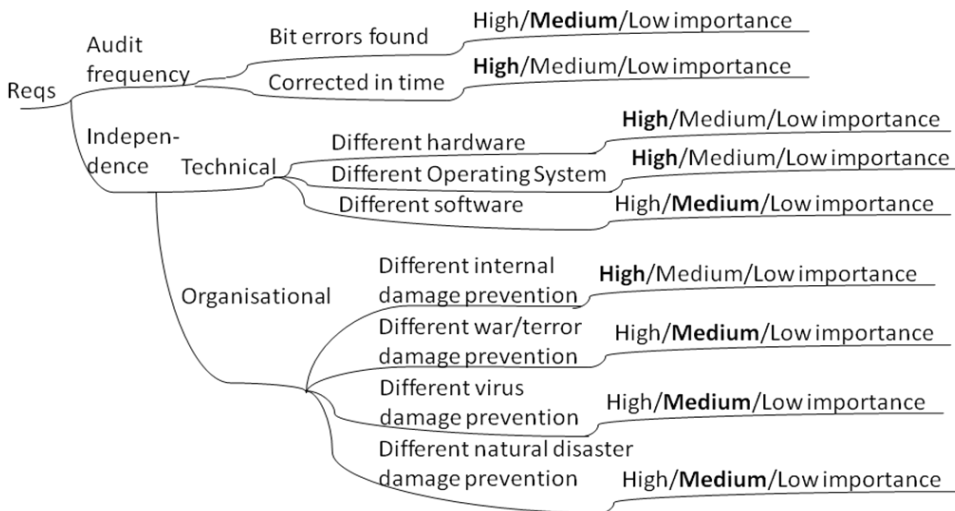 Reqs
Audit
frequency
Bit errors found
High/Medium/Low importance
Corrected in time
High/Medium/Low importance
Indepen-
dence
Technical
Different hardware
High/Medium/Low importance
Different Operating System
High/Medium/Low importance
Different software
High/Medium/Low importance
Organisational
Different internal
damage prevention
High/Medium/Low importance
Different war/terror
damage prevention
High/Medium/Low importance
Different virus
damage prevention
High/Medium/Low importance
Different natural disaster
damage prevention
High/Medium/Low importance